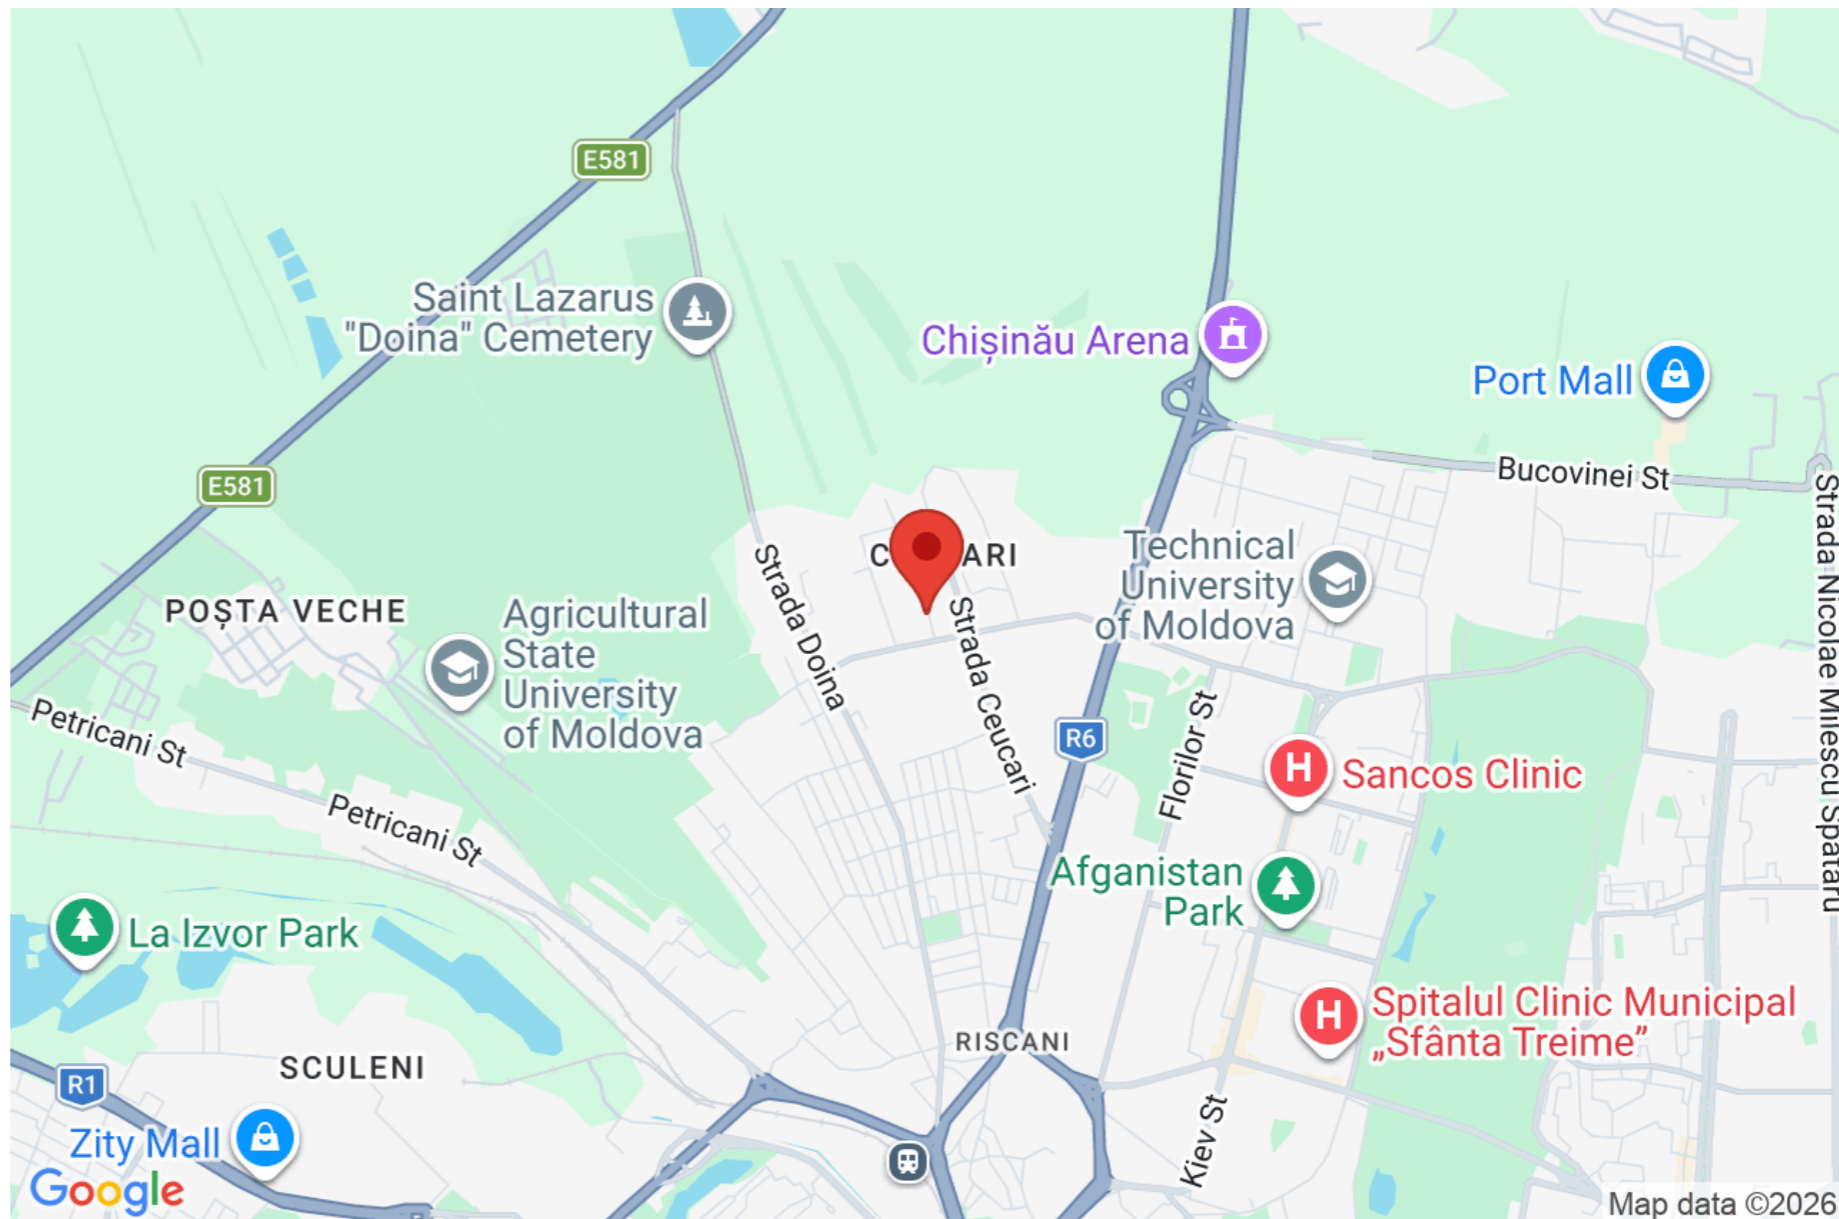 E581
Saint Lazarus
"Doina" Cemetery
Chișinău Arena
Port Mall
E581
Bucovinei St
Strada Nicolae Milescu Spătaru
Strada Doina
ARI
Technical
University
of Moldova
POȘTA VECHE
Agricultural
State
University
of Moldova
Strada Ceucari
Petricani St
R6
Florilor St
Sancos Clinic
Petricani St
Afganistan
Park
La Izvor Park
Spitalul Clinic Municipal
„Sfânta Treime”
RISCANI
SCULENI
R1
Kiev St
Zity Mall
Google
Map data ©2026